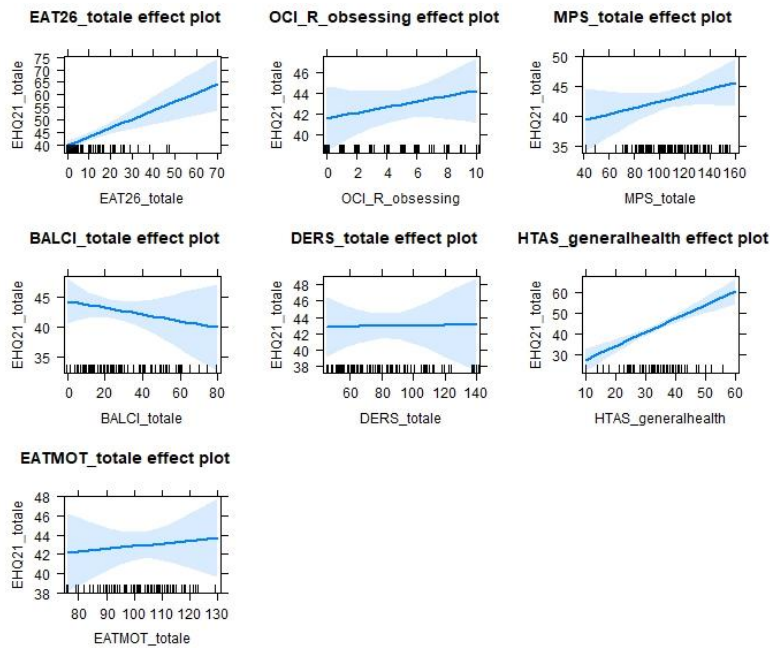 EAT26_totale effect plot
EHQ21_totale
75
70
65
60
55
50
45
40
0 10 20 30 40 50 60 70
EAT26_totale
OCI_R_obsessing effect plot
EHQ21_totale
46
44
42
40
0 2 4 6 8 10
OCI_R_obsessing
MPS_totale effect plot
EHQ21_totale
50
45
40
35
40 60 80 100 120 140 160
MPS_totale
BALCI_totale effect plot
EHQ21_totale
45
40
35
0 20 40 60 80
BALCI_totale
DERS_totale effect plot
EHQ21_totale
48
46
44
42
40
38
60 80 100 120 140
DERS_totale
HTAS_generalhealth effect plot
EHQ21_totale
60
50
40
30
10 20 30 40 50 60
HTAS_generalhealth
EATMOT_totale effect plot
EHQ21_totale
48
46
44
42
40
38
80 90 100 110 120 130
EATMOT_totale